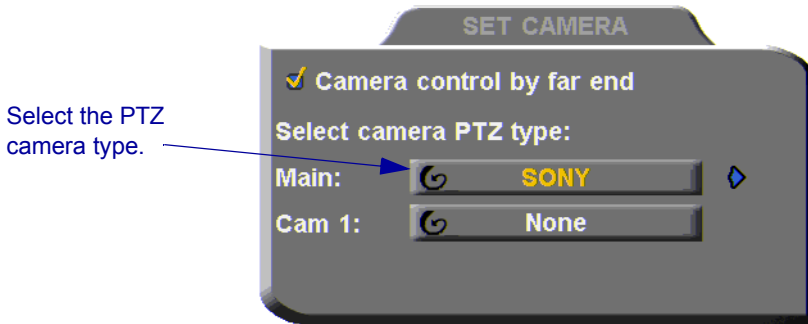 SET CAMERA
Camera control by far end
Select the PTZ
camera type.
Select camera PTZ type:
Main: SONY
Cam 1: None